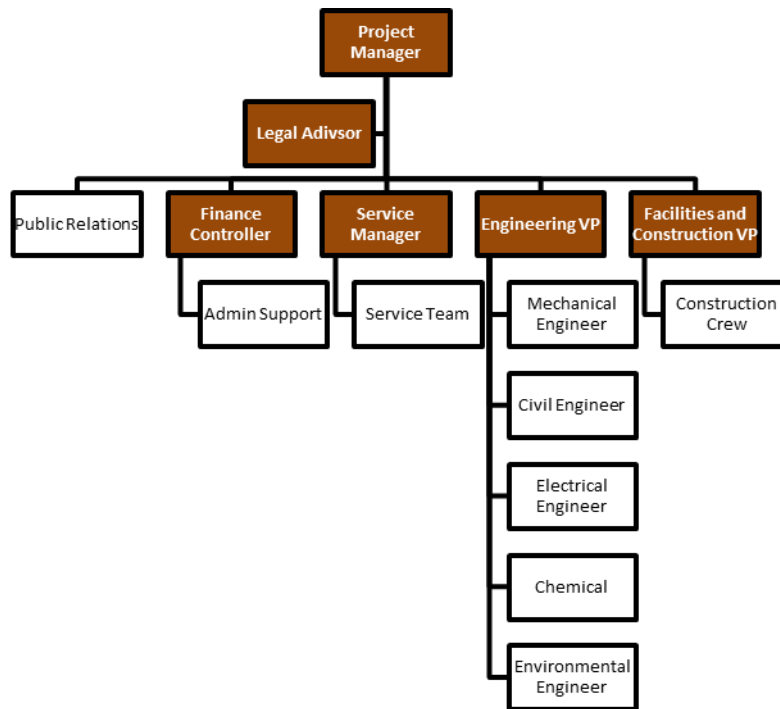 Project
Manager
Legal Adivsor
Public Relations
Finance
Controller
Service
Manager
Engineering VP
Facilities and
Construction VP
Admin Support
Service Team
Mechanical
Engineer
Construction
Crew
Civil Engineer
Electrical
Engineer
Chemical
Environmental
Engineer